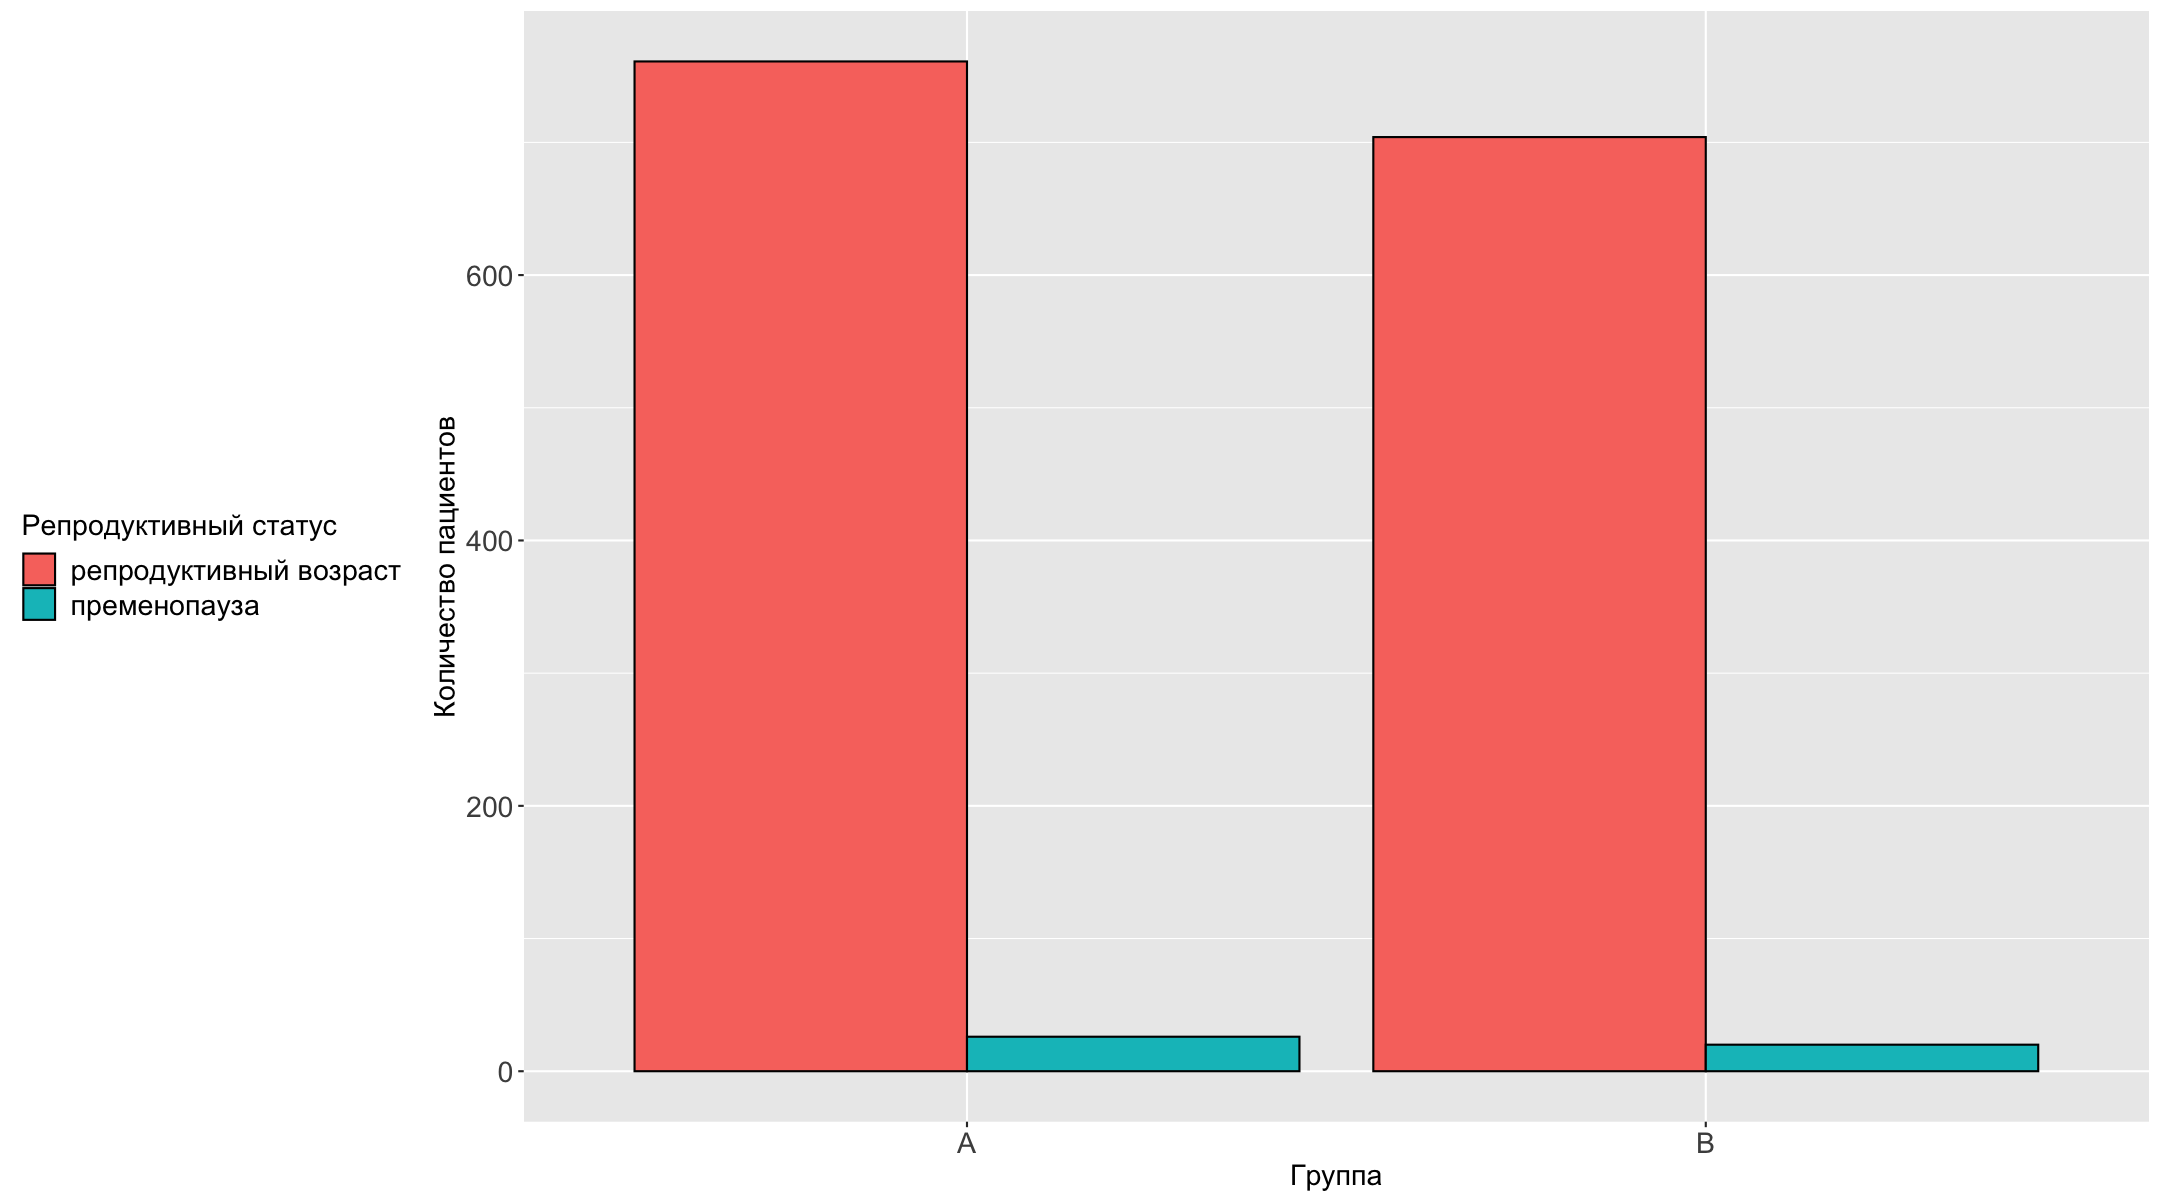 Репродуктивный статус
репродуктивный возраст
пременопауза
Количество пациентов
600
400
200
0
A
B
Группа